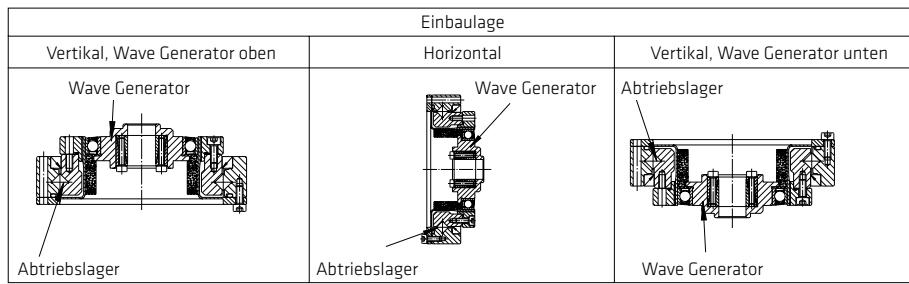 Einbaulage
Vertikal, Wave Generator oben
Horizontal
Vertikal, Wave Generator unten
Wave Generator
Abtriebslager
Wave Generator
Abtriebslager
Abtriebslager
Wave Generator